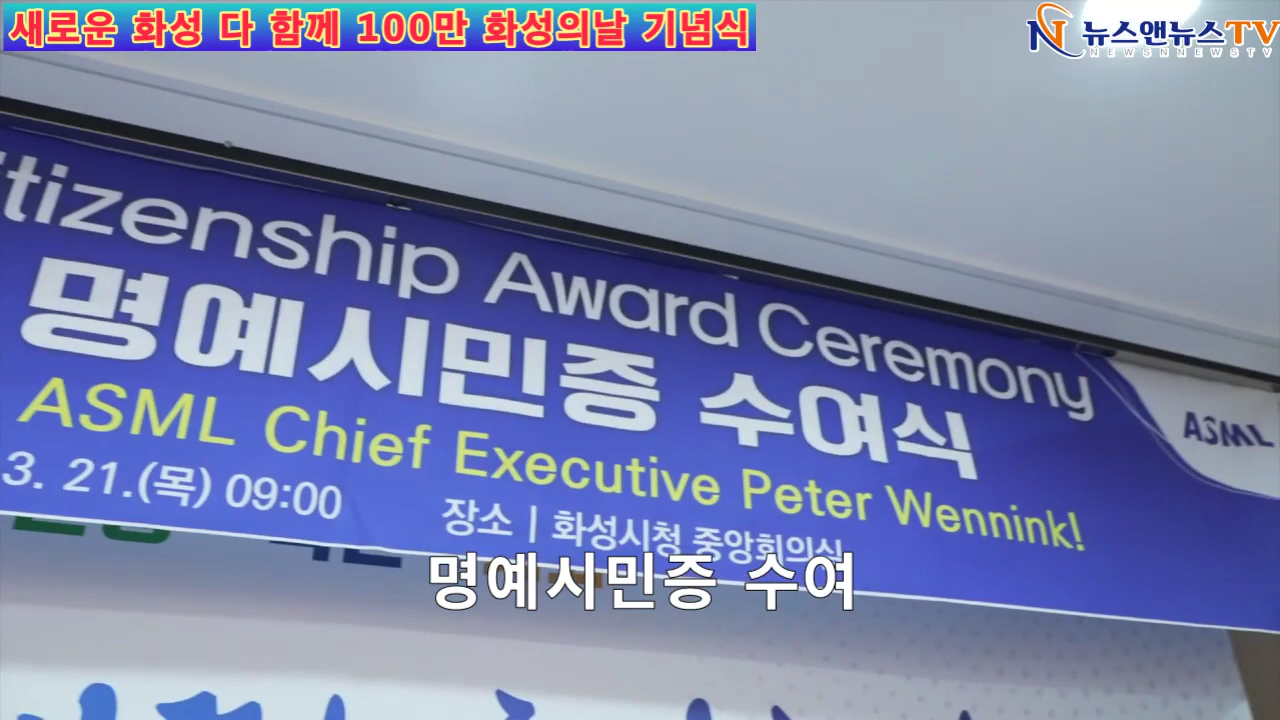 새로운 화성 다 함께 100만 화성의날 기념식
뉴스앤뉴스TV
NEWSNNEWSTV
tizenship Award Ceremony
명예시민증 수여식
ASML
ASML Chief Executive Peter Wennink!
3. 21.(목) 09:00 장소 | 화성시청 중앙회의실
명예시민증 수여